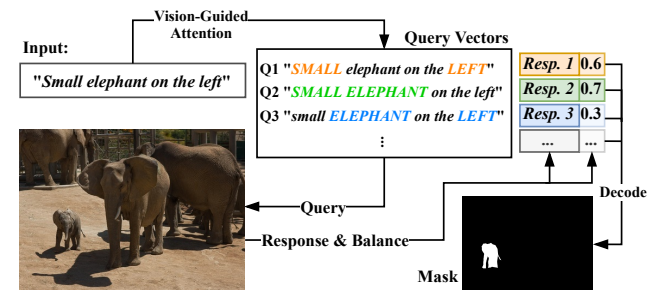 Vision-Guided
Attention
Input:
"Small elephant on the left"
Query Vectors
Q1 "SMALL elephant on the LEFT"
Q2 "SMALL ELEPHANT on the left"
Q3 "small ELEPHANT on the LEFT"
⋮
Resp. 1 0.6
Resp. 2 0.7
Resp. 3 0.3
... ...
Query
Response & Balance
Decode
Mask